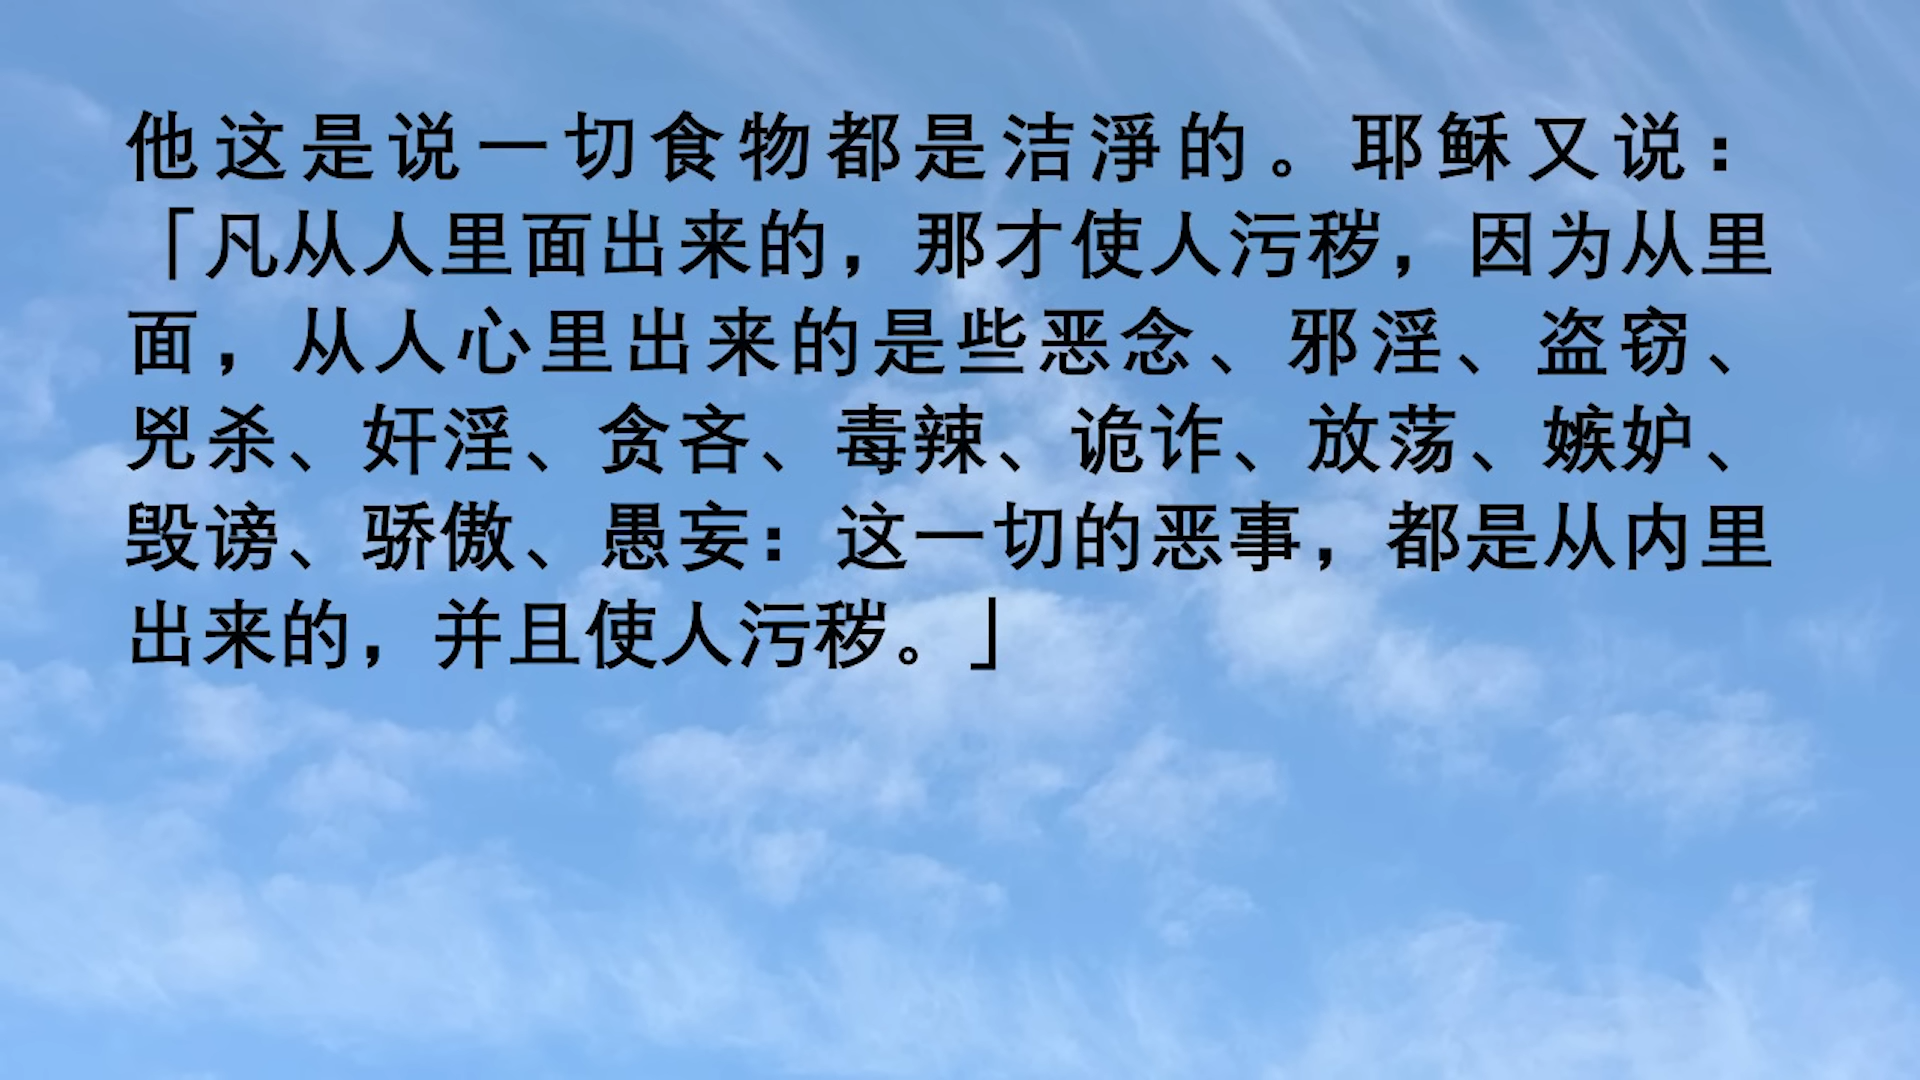 他这是说一切食物都是洁淨的。耶稣又说：
「凡从人里面出来的，那才使人污秽，因为从里
面，从人心里出来的是些恶念、邪淫、盗窃、
兇杀、奸淫、贪吝、毒辣、诡诈、放荡、嫉妒、
毁谤、骄傲、愚妄：这一切的恶事，都是从内里
出来的，并且使人污秽。」